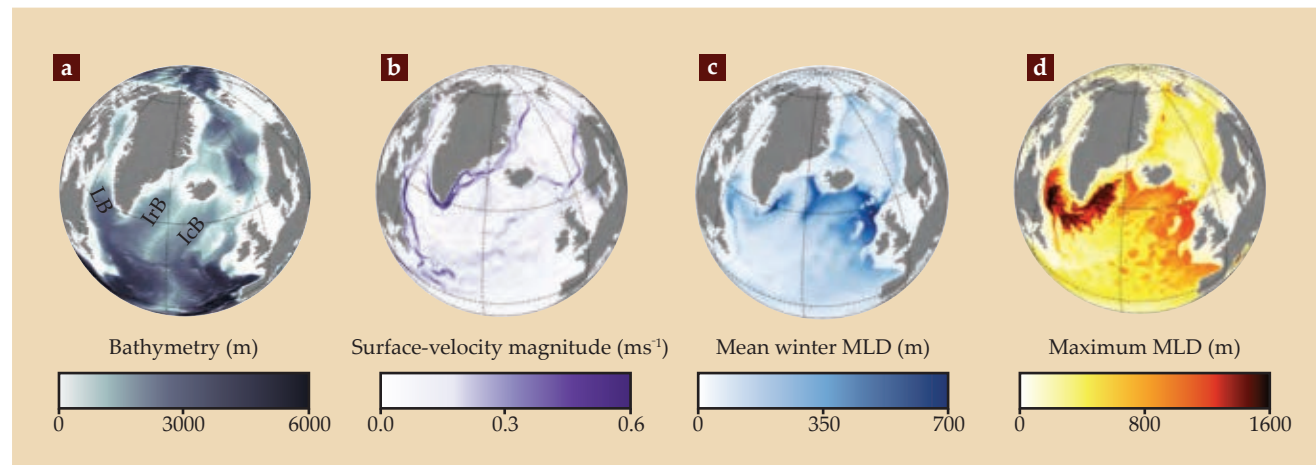 a
b
c
d
LB
IrB
IcB
Bathymetry (m)
Surface-velocity magnitude (ms⁻¹)
Mean winter MLD (m)
Maximum MLD (m)
0 3000 6000
0.0 0.3 0.6
0 350 700
0 800 1600